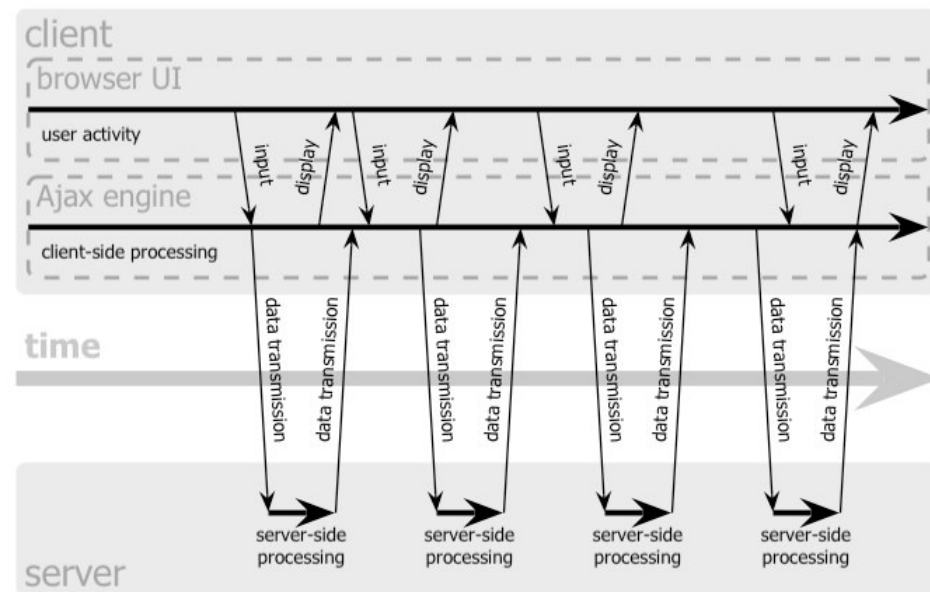 client
browser UI
user activity
input
display
input
display
input
display
input
display
Ajax engine
client-side processing
data transmission
data transmission
data transmission
data transmission
data transmission
data transmission
data transmission
data transmission
time
server-side
processing
server-side
processing
server-side
processing
server-side
processing
server